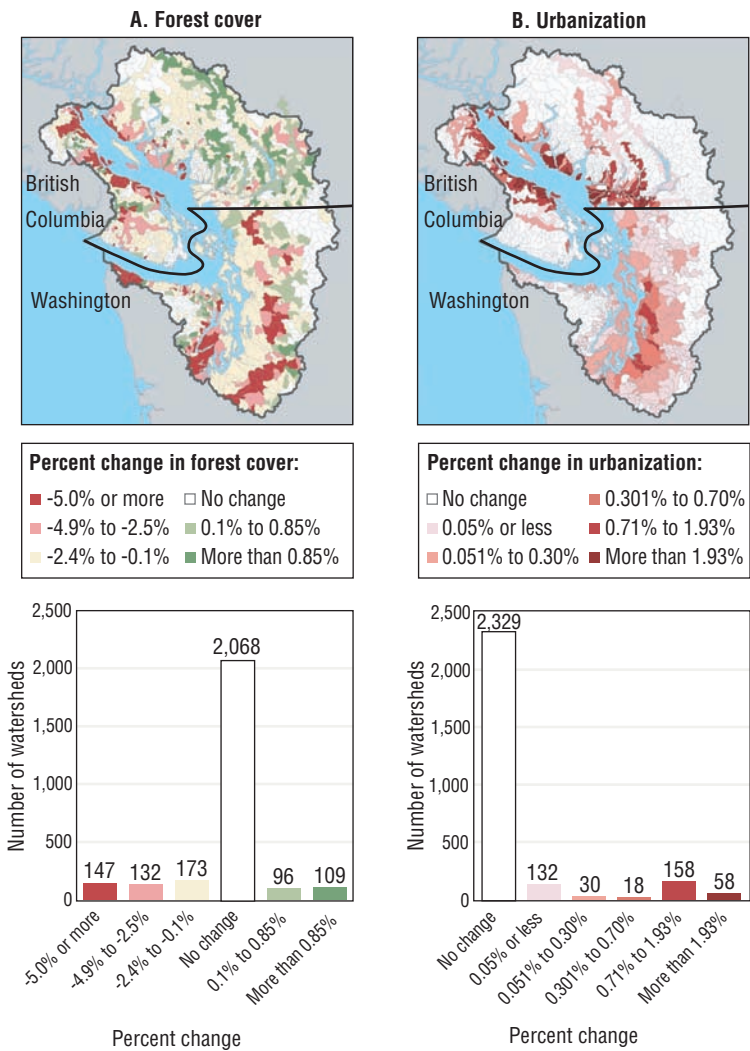 A. Forest cover
British
Columbia
Washington
Percent change in forest cover:
-5.0% or more
No change
-4.9% to -2.5%
0.1% to 0.85%
-2.4% to -0.1%
More than 0.85%
Number of watersheds
2,500
2,000
1,500
1,000
500
0
147
132
173
2,068
96
109
-5.0% or more
-4.9% to -2.5%
-2.4% to -0.1%
No change
0.1% to 0.85%
More than 0.85%
Percent change
B. Urbanization
British
Columbia
Washington
Percent change in urbanization:
No change
0.301% to 0.70%
0.05% or less
0.71% to 1.93%
0.051% to 0.30%
More than 1.93%
Number of watersheds
2,500
2,000
1,500
1,000
500
0
2,329
132
30
18
158
58
No change
0.05% or less
0.051% to 0.30%
0.301% to 0.70%
0.71% to 1.93%
More than 1.93%
Percent change